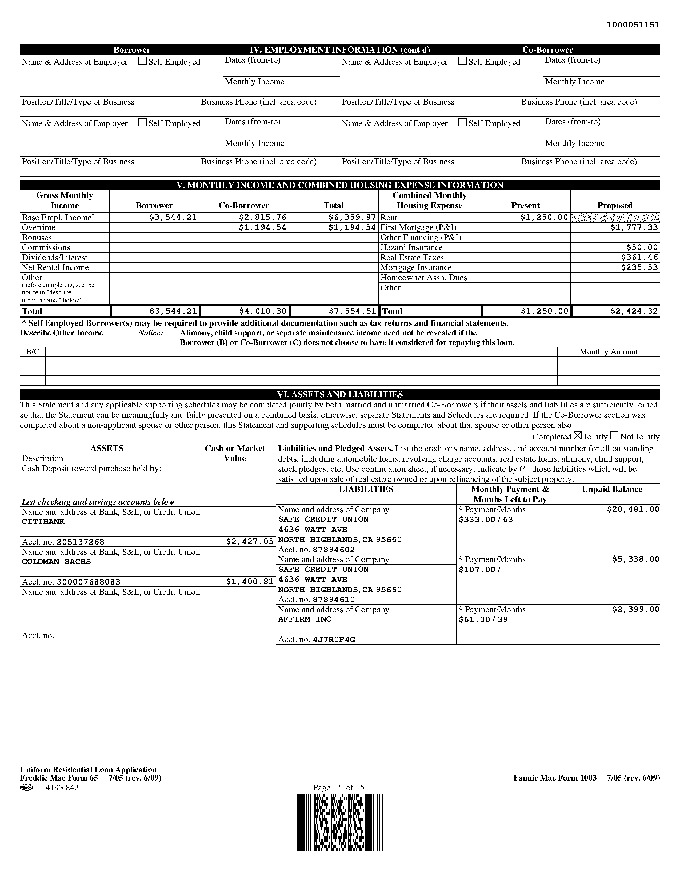 1000051151
Borrower IV. EMPLOYMENT INFORMATION (cont'd) Co-Borrower
Name & Address of Employer Self Employed Dates (from-to) Name & Address of Employer Self Employed Dates (from-to)
Monthly Income Monthly Income
Position/Title/Type of Business Business Phone (incl. area code) Position/Title/Type of Business Business Phone (incl. area code)
Name & Address of Employer Self Employed Dates (from-to) Name & Address of Employer Self Employed Dates (from-to)
Monthly Income Monthly Income
Position/Title/Type of Business Business Phone (incl. area code) Position/Title/Type of Business Business Phone (incl. area code)
V. MONTHLY INCOME AND COMBINED HOUSING EXPENSE INFORMATION
Gross Monthly Income Borrower Co-Borrower Total Combined Monthly Housing Expense Present Proposed
Base Empl. Income* $3,544.21 $2,815.76 $6,359.97 Rent $1,250.00
Overtime $1,194.54 $1,194.54 First Mortgage (P&I) $1,777.33
Bonuses Other Financing (P&I)
Commissions Hazard Insurance $50.00
Dividends/Interest Real Estate Taxes $361.46
Net Rental Income Mortgage Insurance $235.53
Other Homeowner Assn. Dues
Other
Total $3,544.21 $4,010.30 $7,554.51 Total $1,250.00 $2,424.32
* Self Employed Borrower(s) may be required to provide additional documentation such as tax returns and financial statements.
Describe Other Income Notice: Alimony, child support, or separate maintenance income need not be revealed if the
Borrower (B) or Co-Borrower (C) does not choose to have it considered for repaying this loan.
B/C Monthly Amount
VI. ASSETS AND LIABILITIES
This Statement and any applicable supporting schedules may be completed jointly by both married and unmarried Co-Borrowers if their assets and liabilities are sufficiently joined
so that the Statement can be meaningfully and fairly presented on a combined basis; otherwise, separate Statements and Schedules are required. If the Co-Borrower section was
completed about a non-applicant spouse or other person, this Statement and supporting schedules must be completed about that spouse or other person also.
Completed Jointly Not Jointly
ASSETS Cash or Market Value
Description
Cash Deposit toward purchase held by:
Liabilities and Pledged Assets. List the creditor's name, address, and account number for all outstanding
debts, including automobile loans, revolving charge accounts, real estate loans, alimony, child support,
stock pledges, etc. Use continuation sheet, if necessary. Indicate by (*) those liabilities which will be
satisfied upon sale of real estate owned or upon refinancing of the subject property.
LIABILITIES Monthly Payment & Months Left to Pay Unpaid Balance
List checking and savings accounts below
Name and address of Bank, S&L, or Credit Union
CITIBANK
Acct. no. 205137268 $2,427.65
Name and address of Bank, S&L, or Credit Union
GOLDMAN SACHS
Acct. no. 300007688083 $1,400.81
Name and address of Bank, S&L, or Credit Union
Acct. no.
Name and address of Company $ Payment/Months $20,481.00
SAFE CREDIT UNION $333.00/63
4636 WATT AVE
NORTH HIGHLANDS, CA 95660
Acct. no. 87894602
Name and address of Company $ Payment/Months $5,338.00
SAFE CREDIT UNION $107.00/
4636 WATT AVE
NORTH HIGHLANDS, CA 95660
Acct. no. 87894610
Name and address of Company $ Payment/Months $2,399.00
AFFIRM INC $61.00/39
Acct. no. 4J7R0F4G
Uniform Residential Loan Application
Freddie Mac Form 65 7/05 (rev. 6/09) Fannie Mae Form 1003 7/05 (rev. 6/09)
Page of 5